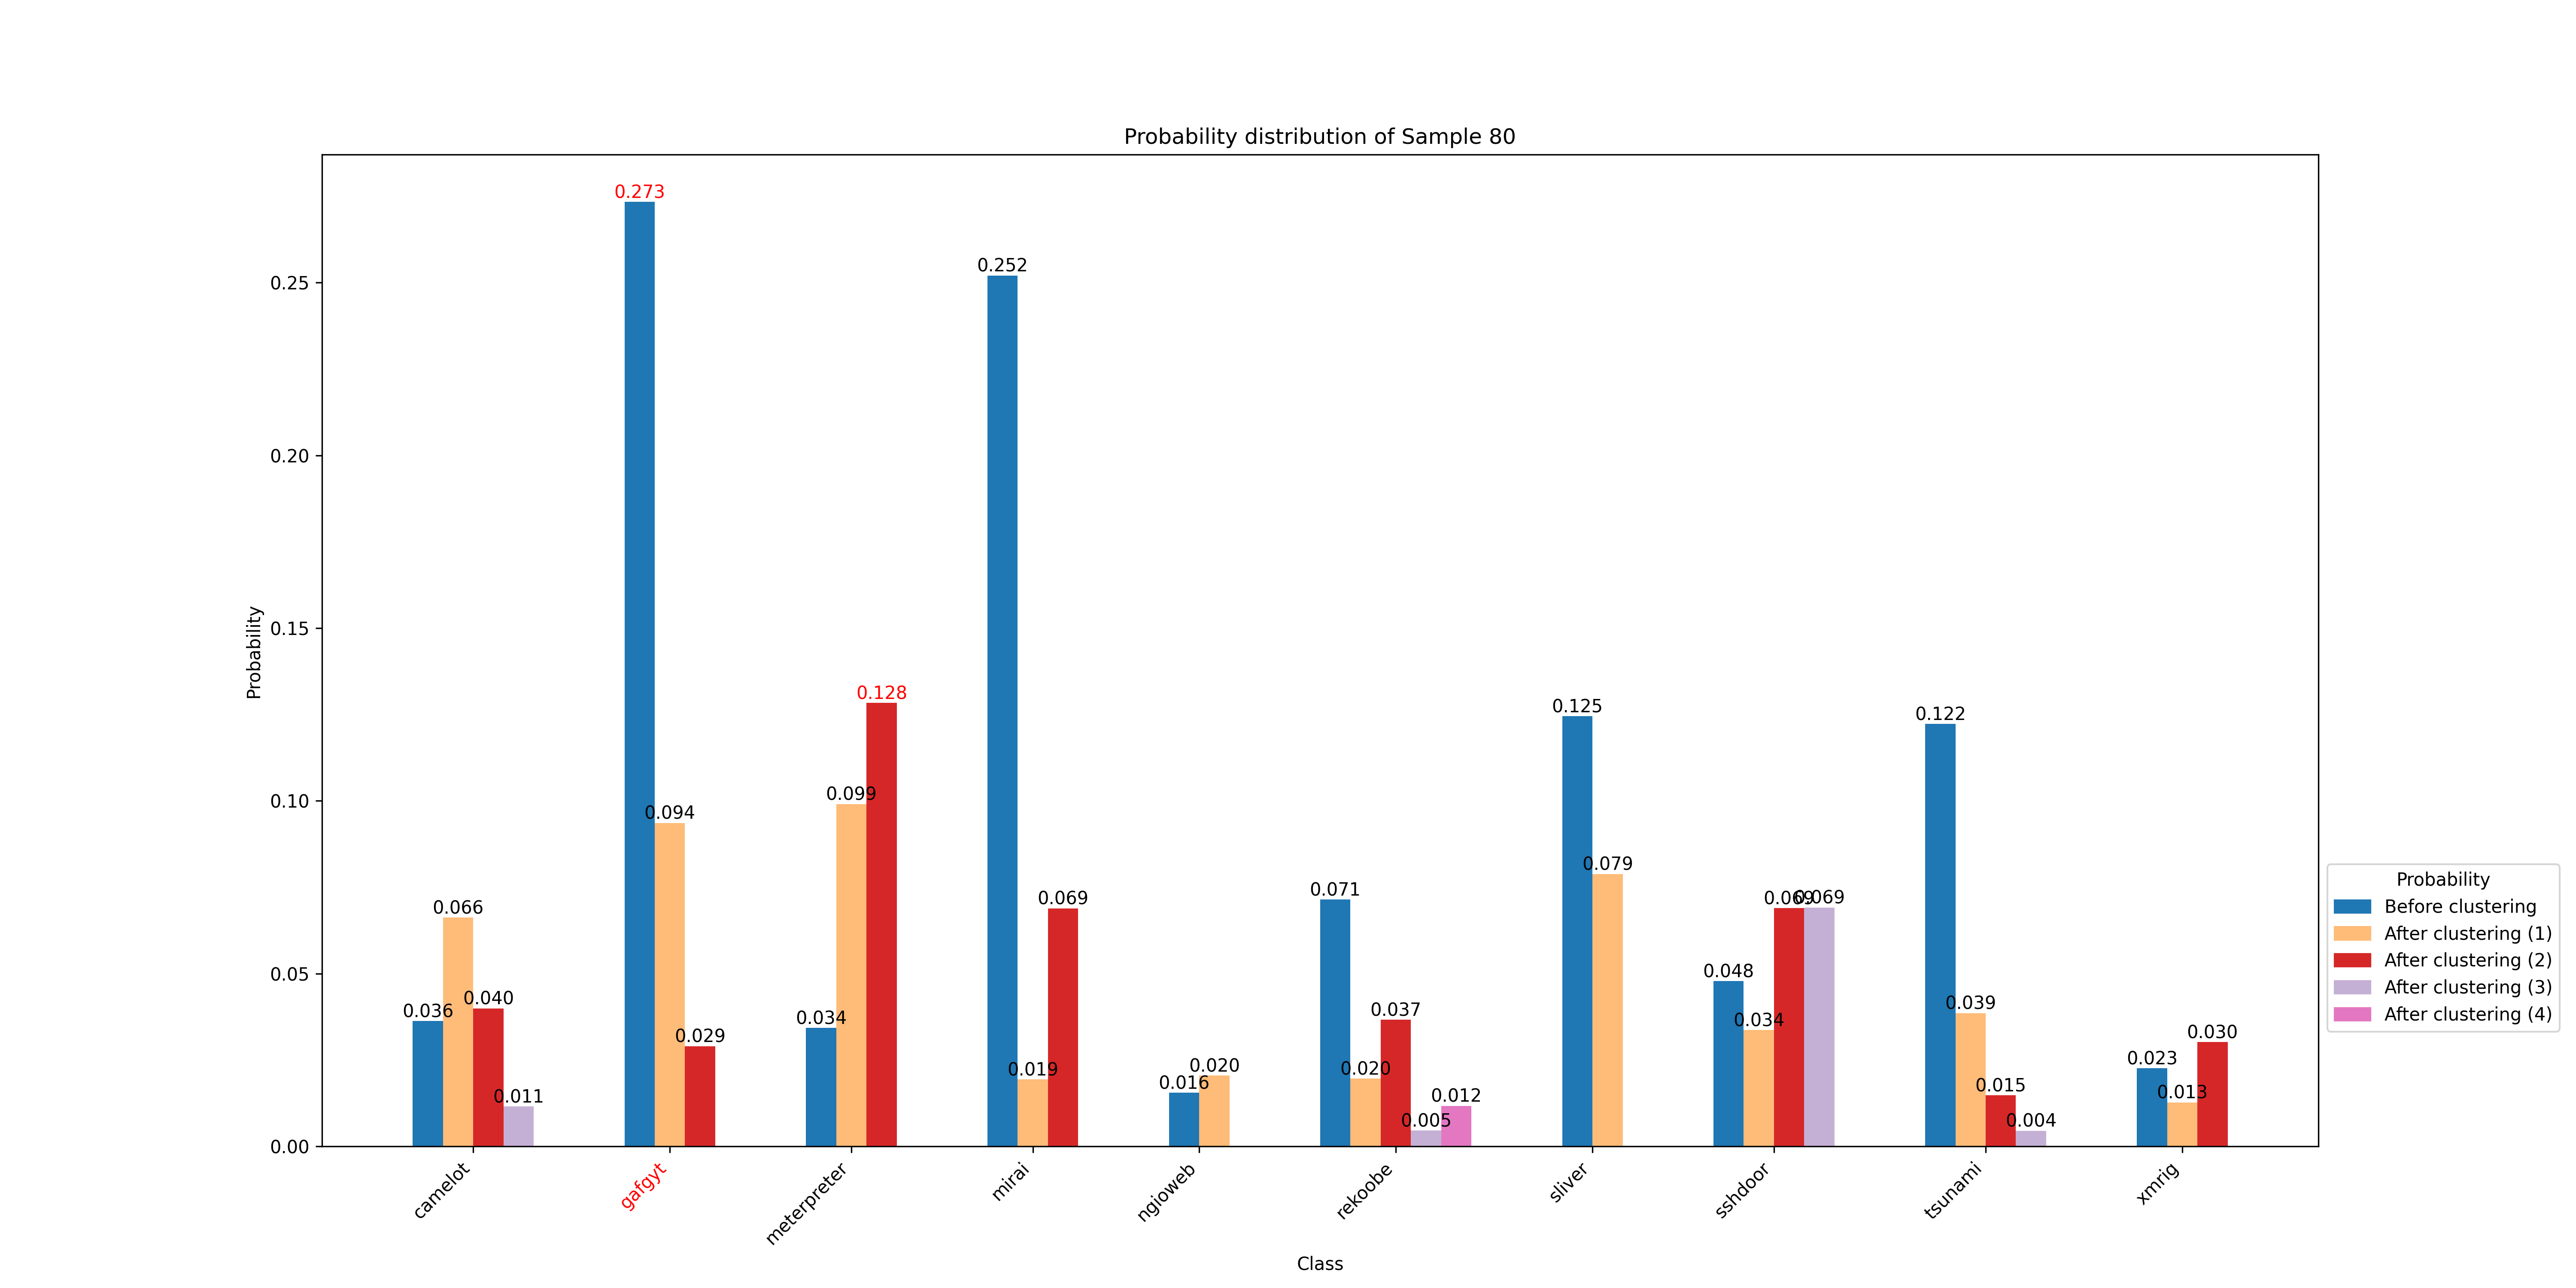 Probability distribution of Sample 80
Probability
0.25
0.20
0.15
0.10
0.05
0.00
0.036
0.066
0.040
0.011
0.273
0.094
0.029
0.034
0.099
0.128
0.252
0.019
0.069
0.016
0.020
0.071
0.020
0.037
0.005
0.012
0.125
0.079
0.048
0.034
0.069
0.069
0.122
0.039
0.015
0.004
0.023
0.013
0.030
camelot
gafgyt
meterpreter
mirai
ngioweb
rekoobe
sliver
sshdoor
tsunami
xmrig
Class
Probability
Before clustering
After clustering (1)
After clustering (2)
After clustering (3)
After clustering (4)